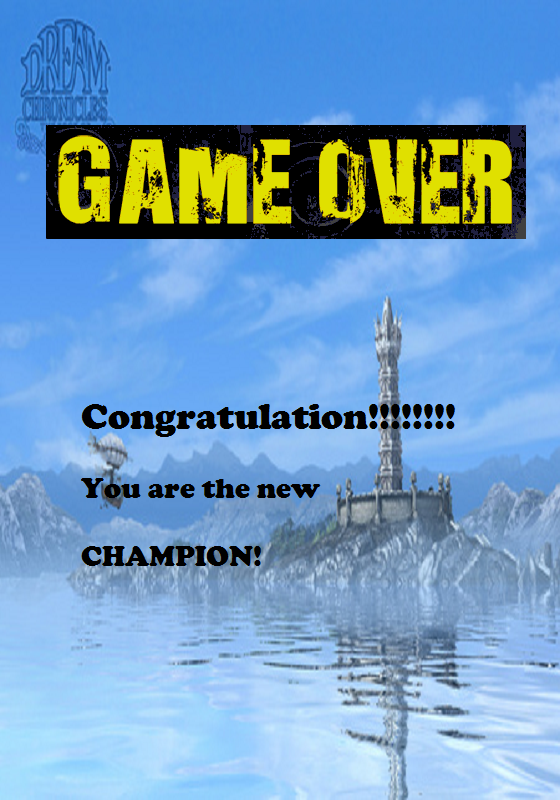 DREAM
CHRONICLES
GAME OVER
Congratulation!!!!!!!!
You are the new
CHAMPION!